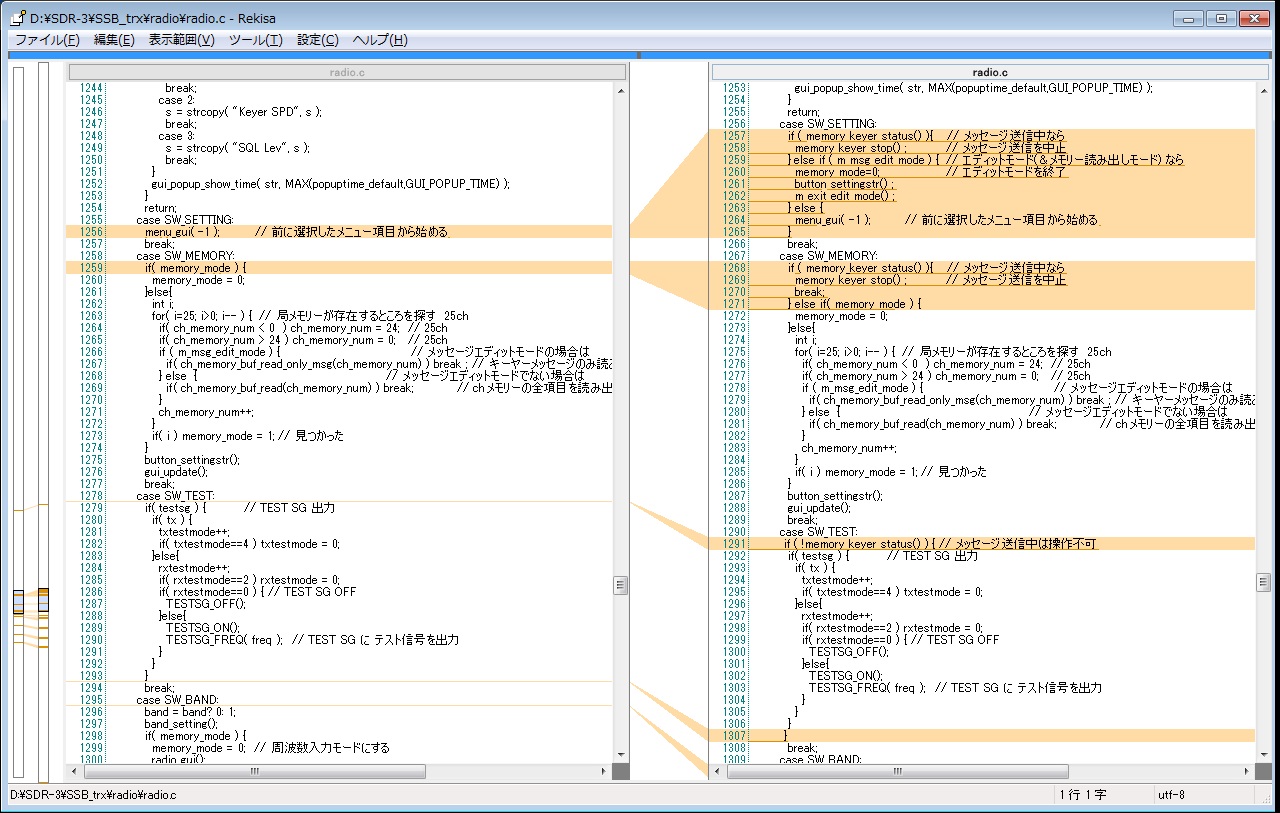 D:¥SDR-3¥SSB_trx¥radio¥radio.c - Rekisa
ファイル(F) 編集(E) 表示範囲(V) ツール(T) 設定(C) ヘルプ(H)
radio.c
1244 break;
1245 case 2:
1246 s = strcopy( "Keyer SPD", s );
1247 break;
1248 case 3:
1249 s = strcopy( "SQL Lev", s );
1250 break;
1251 }
1252 gui_popup_show_time( str, MAX(popuptime_default,GUI_POPUP_TIME) );
1253 }
1254 return;
1255 case SW_SETTING:
1256 menu_gui( -1 ); // 前に選択したメニュー項目から始める
1257 break;
1258 case SW_MEMORY:
1259 if( memory_mode ) {
1260 memory_mode = 0;
1261 }else{
1262 int i;
1263 for( i=25; i>0; i-- ) { // 局メモリーが存在するところを探す 25ch
1264 if( ch_memory_num < 0 ) ch_memory_num = 24; // 25ch
1265 if( ch_memory_num > 24 ) ch_memory_num = 0; // 25ch
1266 if ( m_msg_edit_mode ) { // メッセージエディットモードの場合は
1267 if( ch_memory_buf_read_only_msg(ch_memory_num) ) break ; // キーヤーメッセージのみ読
1268 } else { // メッセージエディットモードでない場合は
1269 if( ch_memory_buf_read(ch_memory_num) ) break; // chメモリーの全項目を読み出
1270 }
1271 ch_memory_num++;
1272 }
1273 if( i ) memory_mode = 1; // 見つかった
1274 }
1275 button_settingstr();
1276 gui_update();
1277 break;
1278 case SW_TEST:
1279 if( testsg ) { // TEST SG 出力
1280 if( tx ) {
1281 txtestmode++;
1282 if( txtestmode==4 ) txtestmode = 0;
1283 }else{
1284 rxtestmode++;
1285 if( rxtestmode==2 ) rxtestmode = 0;
1286 if( rxtestmode==0 ) { // TEST SG OFF
1287 TESTSG_OFF();
1288 }else{
1289 TESTSG_ON();
1290 TESTSG_FREQ( freq ); // TEST SG に テスト信号を出力
1291 }
1292 }
1293 }
1294 break;
1295 case SW_BAND:
1296 band = band? 0: 1;
1297 band_setting();
1298 if( memory_mode ) {
1299 memory_mode = 0; // 周波数入力モードにする
1300 radio_gui();
radio.c
1253 gui_popup_show_time( str, MAX(popuptime_default,GUI_POPUP_TIME) );
1254 }
1255 return;
1256 case SW_SETTING:
1257 if ( memory_keyer_status() ){ // メッセージ送信中なら
1258 memory_keyer_stop() ; // メッセージ送信を中止
1259 } else if ( m_msg_edit_mode ) { // エディットモード(&メモリー読み出しモード) なら
1260 memory_mode=0; // エディットモードを終了
1261 button_settingstr() ;
1262 m_exit_edit_mode() ;
1263 } else {
1264 menu_gui( -1 ); // 前に選択したメニュー項目から始める
1265 }
1266 break;
1267 case SW_MEMORY:
1268 if ( memory_keyer_status() ){ // メッセージ送信中なら
1269 memory_keyer_stop() ; // メッセージ送信を中止
1270 break;
1271 } else if( memory_mode ) {
1272 memory_mode = 0;
1273 }else{
1274 int i;
1275 for( i=25; i>0; i-- ) { // 局メモリーが存在するところを探す 25ch
1276 if( ch_memory_num < 0 ) ch_memory_num = 24; // 25ch
1277 if( ch_memory_num > 24 ) ch_memory_num = 0; // 25ch
1278 if ( m_msg_edit_mode ) { // メッセージエディットモードの場合は
1279 if( ch_memory_buf_read_only_msg(ch_memory_num) ) break ; // キーヤーメッセージのみ読
1280 } else { // メッセージエディットモードでない場合は
1281 if( ch_memory_buf_read(ch_memory_num) ) break; // chメモリーの全項目を読み出
1282 }
1283 ch_memory_num++;
1284 }
1285 if( i ) memory_mode = 1; // 見つかった
1286 }
1287 button_settingstr();
1288 gui_update();
1289 break;
1290 case SW_TEST:
1291 if ( !memory_keyer_status() ) { // メッセージ送信中は操作不可
1292 if( testsg ) { // TEST SG 出力
1293 if( tx ) {
1294 txtestmode++;
1295 if( txtestmode==4 ) txtestmode = 0;
1296 }else{
1297 rxtestmode++;
1298 if( rxtestmode==2 ) rxtestmode = 0;
1299 if( rxtestmode==0 ) { // TEST SG OFF
1300 TESTSG_OFF();
1301 }else{
1302 TESTSG_ON();
1303 TESTSG_FREQ( freq ); // TEST SG に テスト信号を出力
1304 }
1305 }
1306 }
1307 }
1308 break;
1309 case SW_BAND:
D:¥SDR-3¥SSB_trx¥radio¥radio.c 1 行 1 字 utf-8